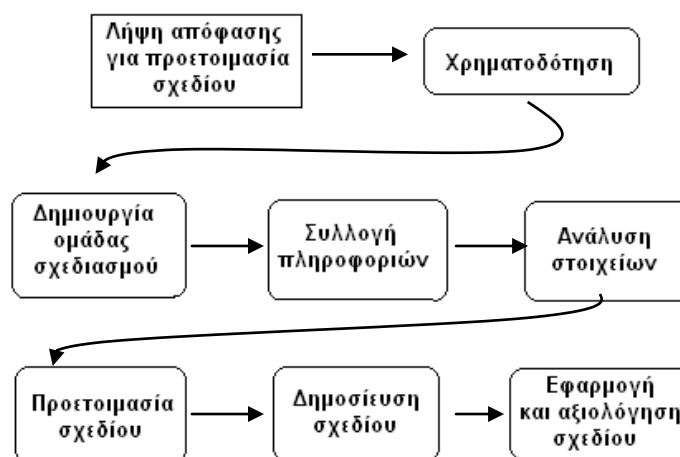 Λήψη απόφασης
για προετοιμασία
σχεδίου
Χρηματοδότηση
Δημιουργία
ομάδας
σχεδιασμού
Συλλογή
πληροφοριών
Ανάλυση
στοιχείων
Προετοιμασία
σχεδίου
Δημοσίευση
σχεδίου
Εφαρμογή
και αξιολόγηση
σχεδίου